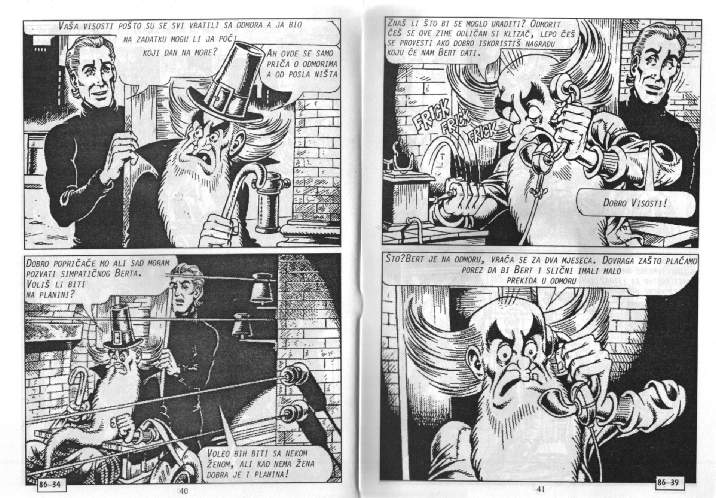 VAŠA VISOSTI POŠTO SU SE SVI VRATILI SA ODMORA A JA BIO
NA ZADATKU MOGU LI JA POĆI
KOJI DAN NA MORE?
AH OVDE SE SAMO
PRIČA O ODMORIMA
A OD POSLA NIŠTA
DOBRO POPRIČAĆE MO ALI SAD MORAM
POZVATI SIMPATIČNOG BERTA.
VOLIŠ LI BITI
NA PLANINI?
VOLEO BIH BITI SA NEKOM
ŽENOM, ALI KAD NEMA ŽENA
DOBRA JE I PLANINA!
86-34
40
ZNAŠ LI ŠTO BI SE MOGLO URADITI? ODMORIT
ĆEŠ SE OVE ZIME ODLIČAN SI KLIZAČ, LEPO ĆEŠ
SE PROVESTI AKO DOBRO ISKORISTIŠ NAGRADU
KOJU ĆE NAM BERT DATI.
FRICK
FRICK
FRICK
DOBRO VISOSTI!
ŠTO?BERT JE NA ODMORU, VRAČA SE ZA DVA MJESECA. DOVRAGA ZAŠTO PLAĆAMO
POREZ DA BI BERT I SLIČNI IMALI MALO
PREKIDA U ODMORU
41
86-39